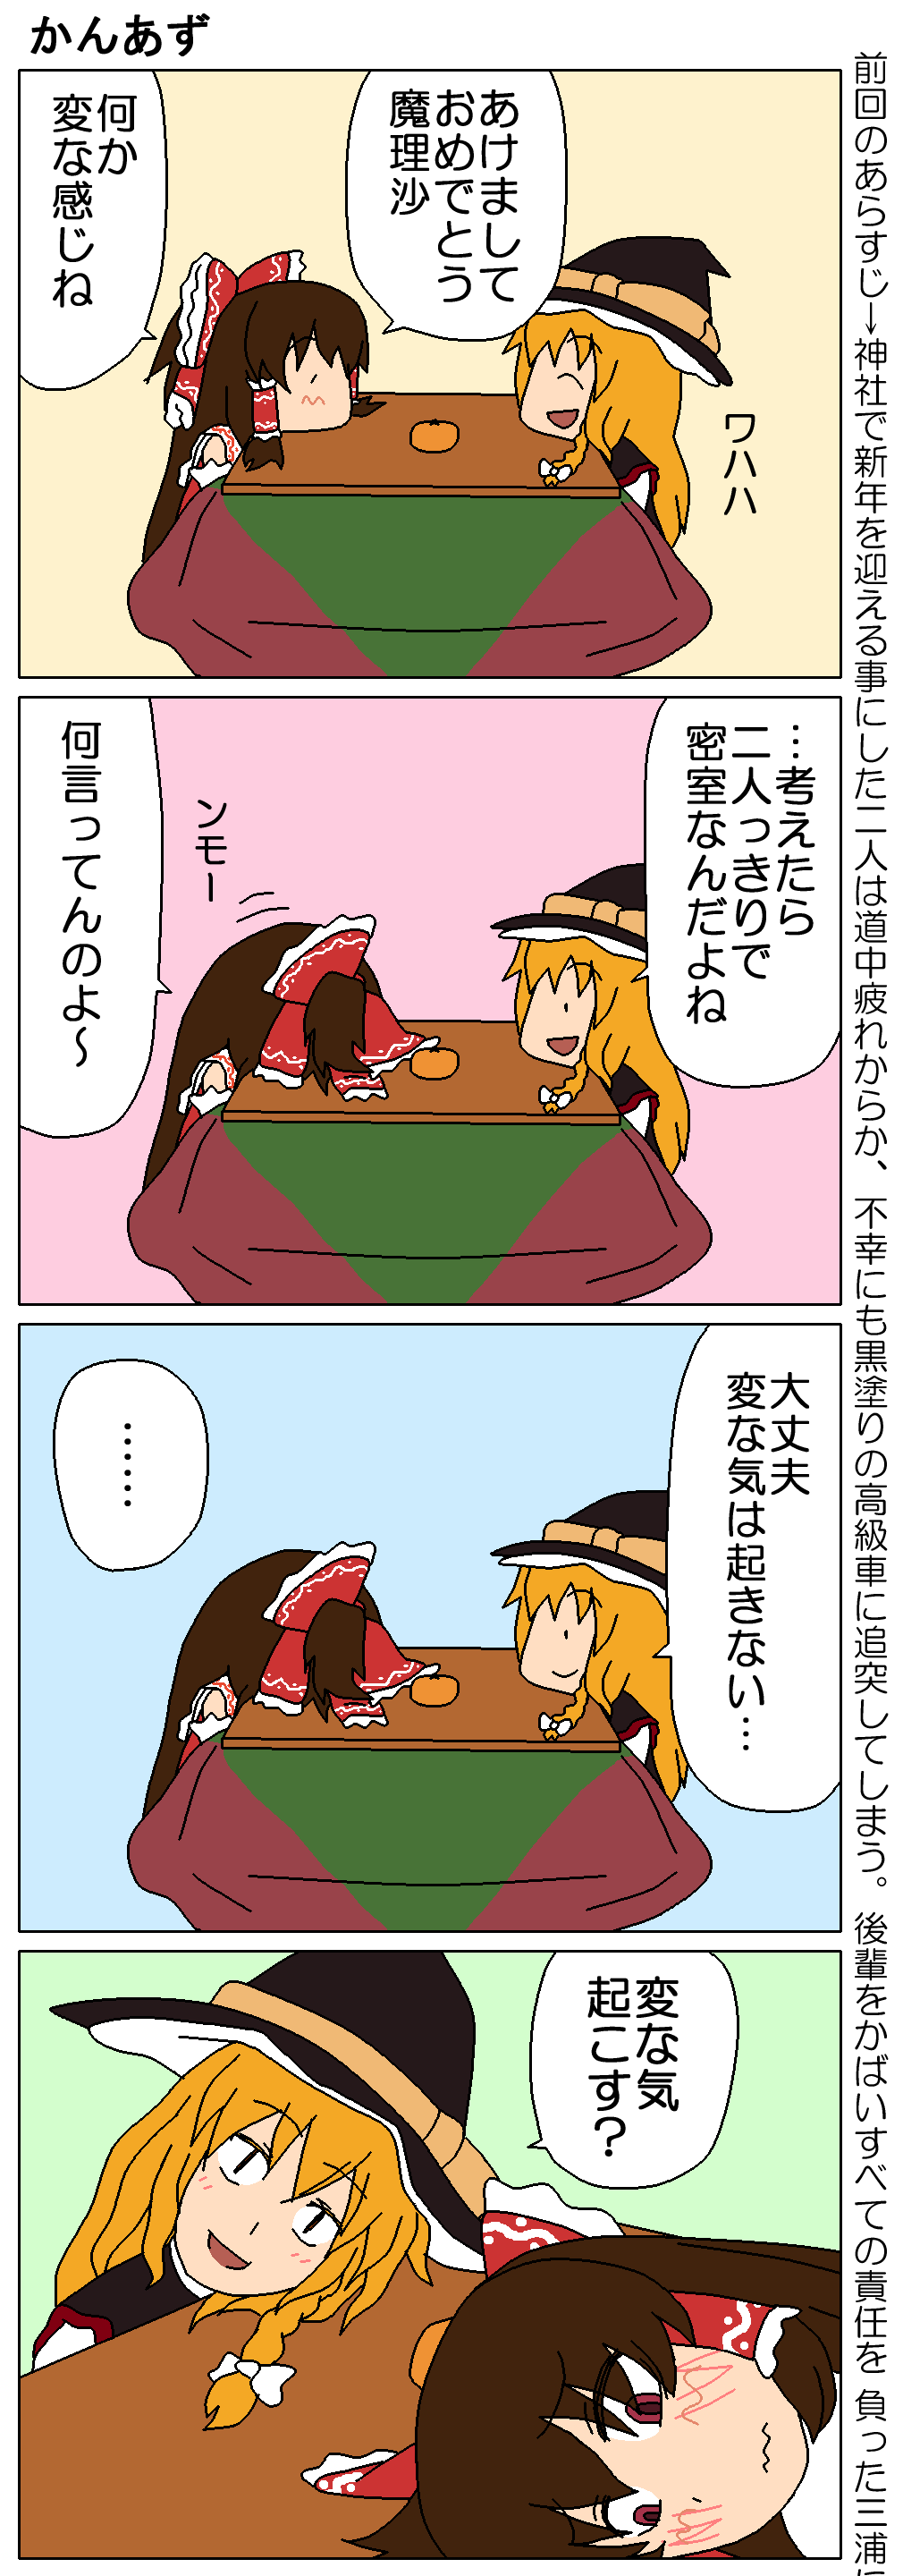 かんあず
前回のあらすじ→神社で新年を迎える事にした二人は道中疲れからか、不幸にも黒塗りの高級車に追突してしまう。後輩をかばいすべての責任を負った三浦に
あけまして
おめでとう
魔理沙
何か
変な感じね
ワハハ
…考えたら
二人っきりで
密室なんだよね
ンモー
何言ってんのよ～
大丈夫
変な気は起きない…
……
変な気
起こす?